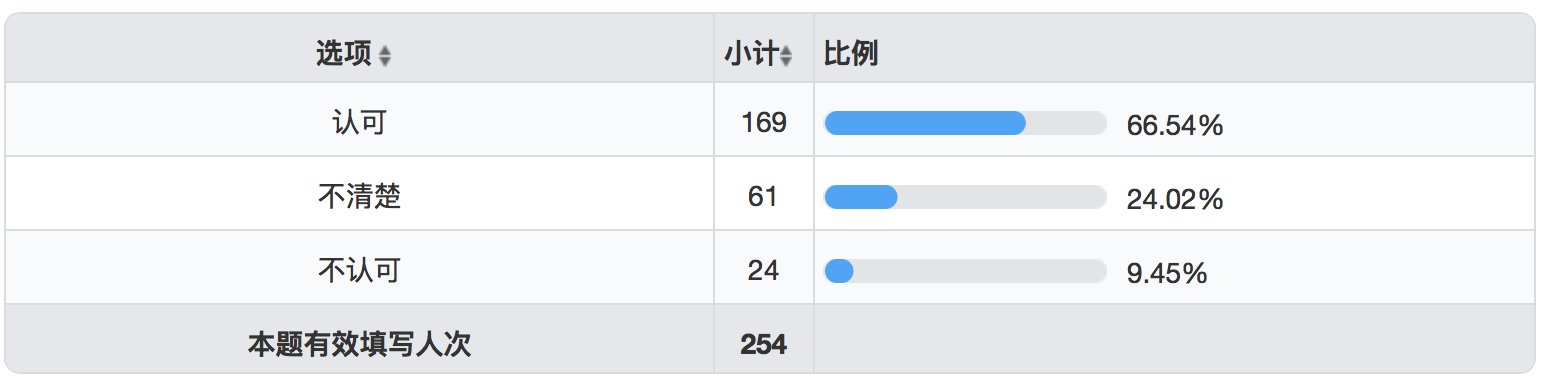 选项 小计 比例
认可 169 66.54%
不清楚 61 24.02%
不认可 24 9.45%
本题有效填写人次 254